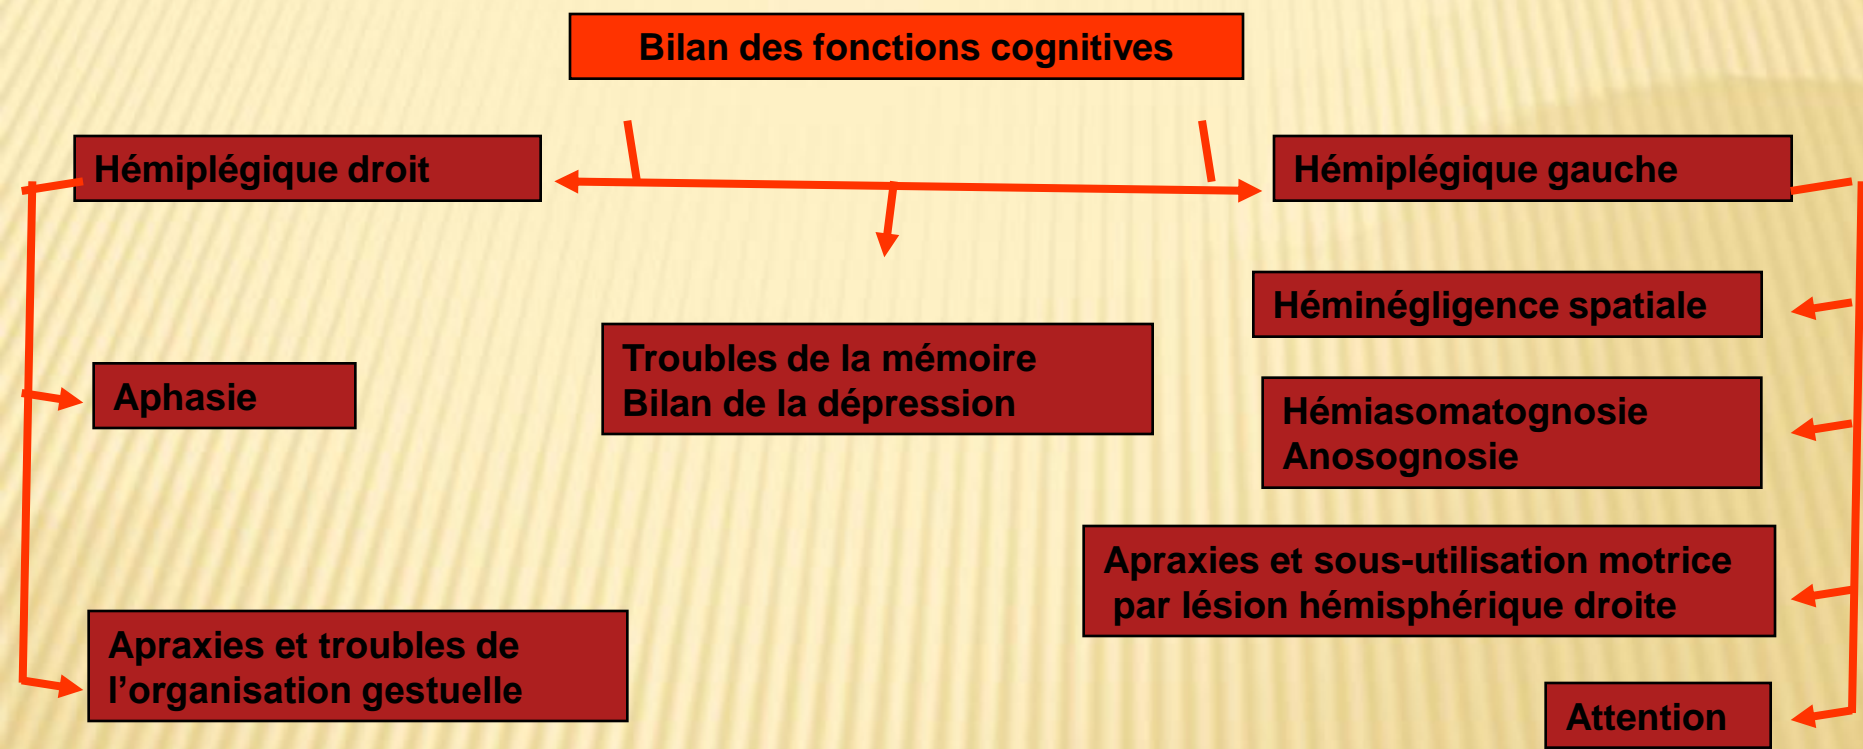 Bilan des fonctions cognitives
Hémiplégique droit
Hémiplégique gauche
Héminégligence spatiale
Troubles de la mémoire
Bilan de la dépression
Aphasie
Hémiasomatognosie
Anosognosie
Apraxies et sous-utilisation motrice
par lésion hémisphérique droite
Apraxies et troubles de
l’organisation gestuelle
Attention